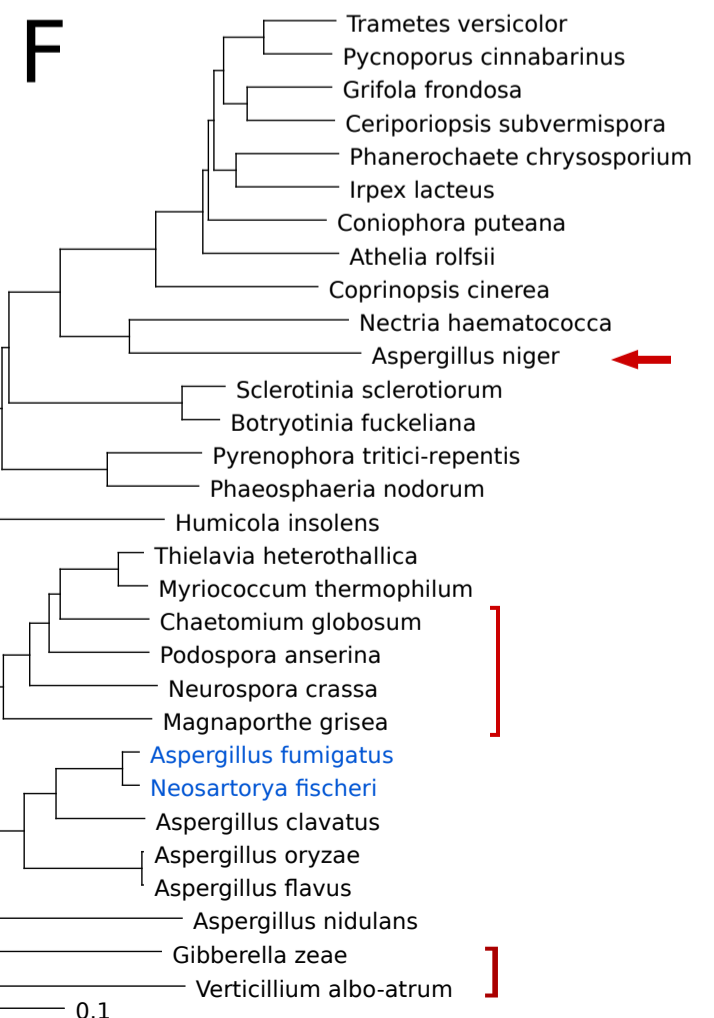 F
Trametes versicolor
Pycnoporus cinnabarinus
Grifola frondosa
Ceriporiopsis subvermispora
Phanerochaete chrysosporium
Irpex lacteus
Coniophora puteana
Athelia rolfsii
Coprinopsis cinerea
Nectria haematococca
Aspergillus niger
Sclerotinia sclerotiorum
Botryotinia fuckeliana
Pyrenophora tritici-repentis
Phaeosphaeria nodorum
Humicola insolens
Thielavia heterothallica
Myriococcum thermophilum
Chaetomium globosum
Podospora anserina
Neurospora crassa
Magnaporthe grisea
Aspergillus fumigatus
Neosartorya fischeri
Aspergillus clavatus
Aspergillus oryzae
Aspergillus flavus
Aspergillus nidulans
Gibberella zeae
Verticillium albo-atrum
0.1